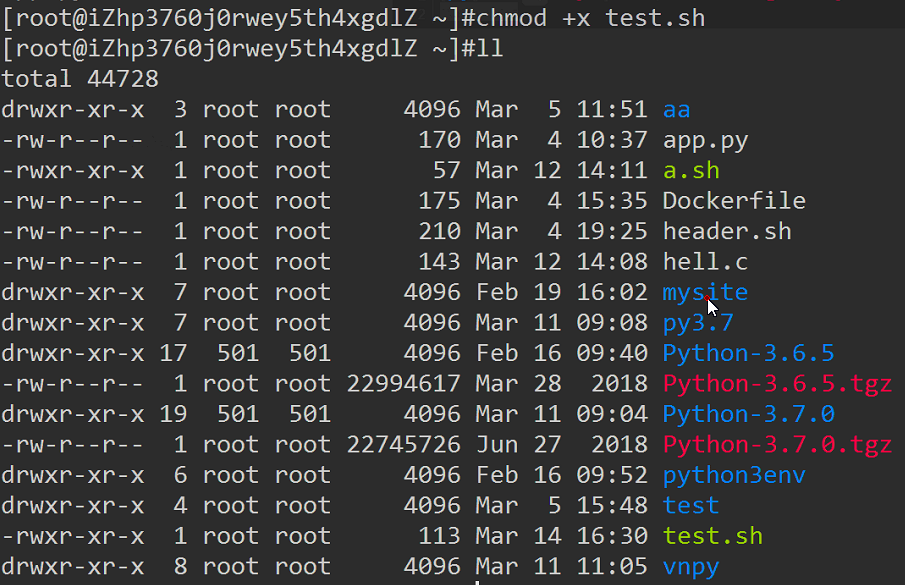 [root@iZhp3760j0rwey5th4xgdlZ ~]#chmod +x test.sh
[root@iZhp3760j0rwey5th4xgdlZ ~]#ll
total 44728
drwxr-xr-x  3 root root     4096 Mar  5 11:51 aa
-rw-r--r--  1 root root      170 Mar  4 10:37 app.py
-rwxr-xr-x  1 root root       57 Mar 12 14:11 a.sh
-rw-r--r--  1 root root      175 Mar  4 15:35 Dockerfile
-rw-r--r--  1 root root      210 Mar  4 19:25 header.sh
-rw-r--r--  1 root root      143 Mar 12 14:08 hell.c
drwxr-xr-x  7 root root     4096 Feb 19 16:02 mysite
drwxr-xr-x  7 root root     4096 Mar 11 09:08 py3.7
drwxr-xr-x 17  501  501     4096 Feb 16 09:40 Python-3.6.5
-rw-r--r--  1 root root 22994617 Mar 28  2018 Python-3.6.5.tgz
drwxr-xr-x 19  501  501     4096 Mar 11 09:04 Python-3.7.0
-rw-r--r--  1 root root 22745726 Jun 27  2018 Python-3.7.0.tgz
drwxr-xr-x  6 root root     4096 Feb 16 09:52 python3env
drwxr-xr-x  4 root root     4096 Mar  5 15:48 test
-rwxr-xr-x  1 root root      113 Mar 14 16:30 test.sh
drwxr-xr-x  8 root root     4096 Mar 11 11:05 vnpy